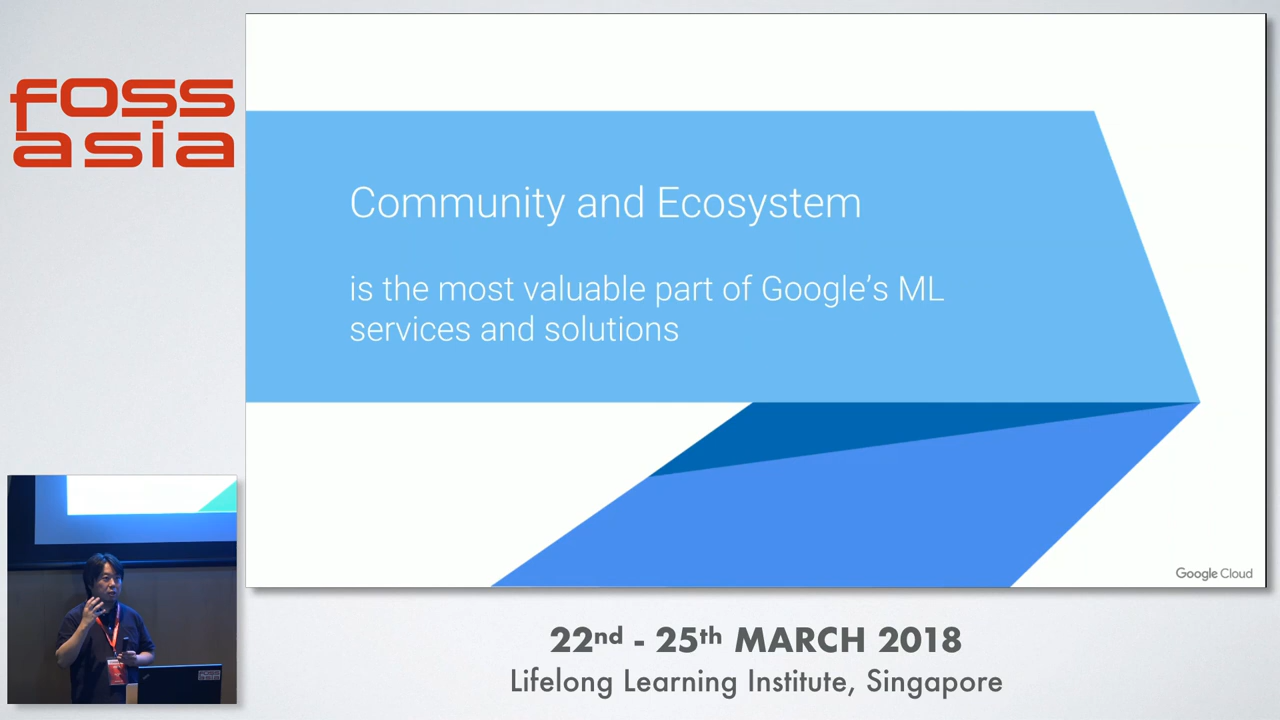 foss
asia
Community and Ecosystem
is the most valuable part of Google's ML
services and solutions
Google Cloud
22nd - 25th MARCH 2018
Lifelong Learning Institute, Singapore